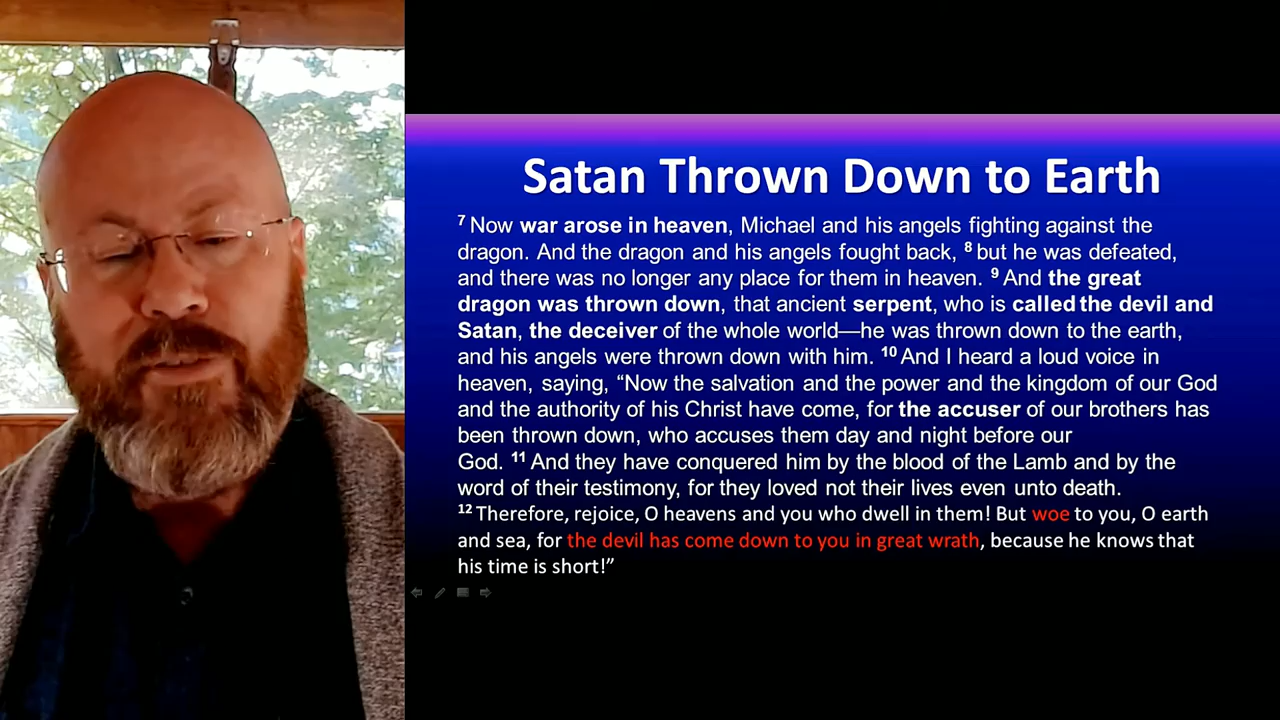 Satan Thrown Down to Earth
7 Now war arose in heaven, Michael and his angels fighting against the
dragon. And the dragon and his angels fought back, 8 but he was defeated,
and there was no longer any place for them in heaven. 9 And the great
dragon was thrown down, that ancient serpent, who is called the devil and
Satan, the deceiver of the whole world—he was thrown down to the earth,
and his angels were thrown down with him. 10 And I heard a loud voice in
heaven, saying, “Now the salvation and the power and the kingdom of our God
and the authority of his Christ have come, for the accuser of our brothers has
been thrown down, who accuses them day and night before our
God. 11 And they have conquered him by the blood of the Lamb and by the
word of their testimony, for they loved not their lives even unto death.
12 Therefore, rejoice, O heavens and you who dwell in them! But woe to you, O earth
and sea, for the devil has come down to you in great wrath, because he knows that
his time is short!”